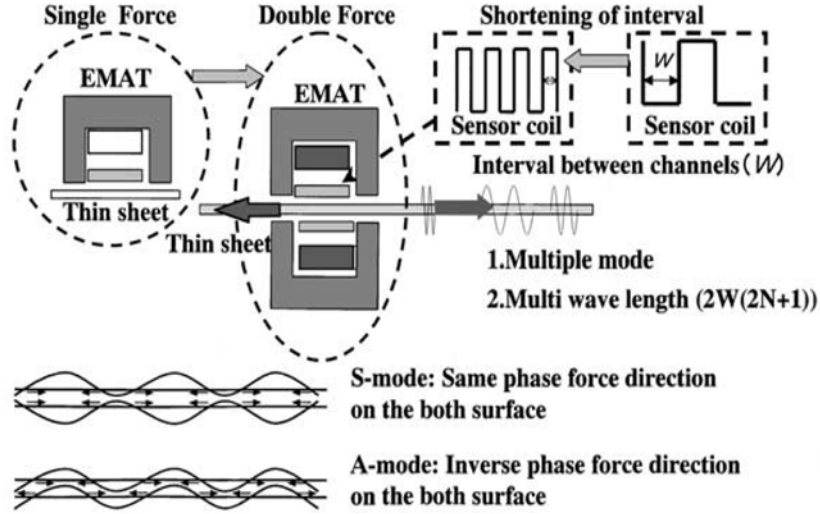 Single Force
Double Force
Shortening of interval
EMAT
EMAT
W
Sensor coil
Sensor coil
Interval between channels(W)
Thin sheet
Thin sheet
1.Multiple mode
2.Multi wave length (2W(2N+1))
S-mode: Same phase force direction
on the both surface
A-mode: Inverse phase force direction
on the both surface